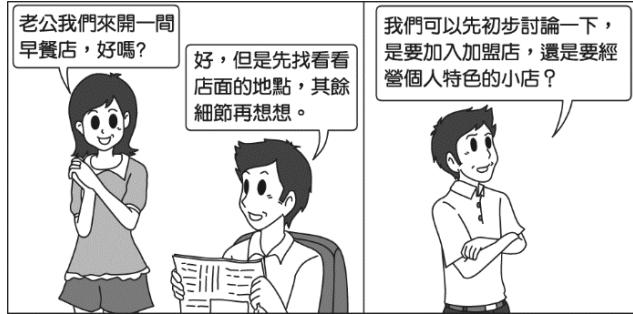 老公我們來開一間
早餐店，好嗎?
好，但是先找看看
店面的地點，其餘
細節再想想。
我們可以先初步討論一下，
是要加入加盟店，還是要經
營個人特色的小店？